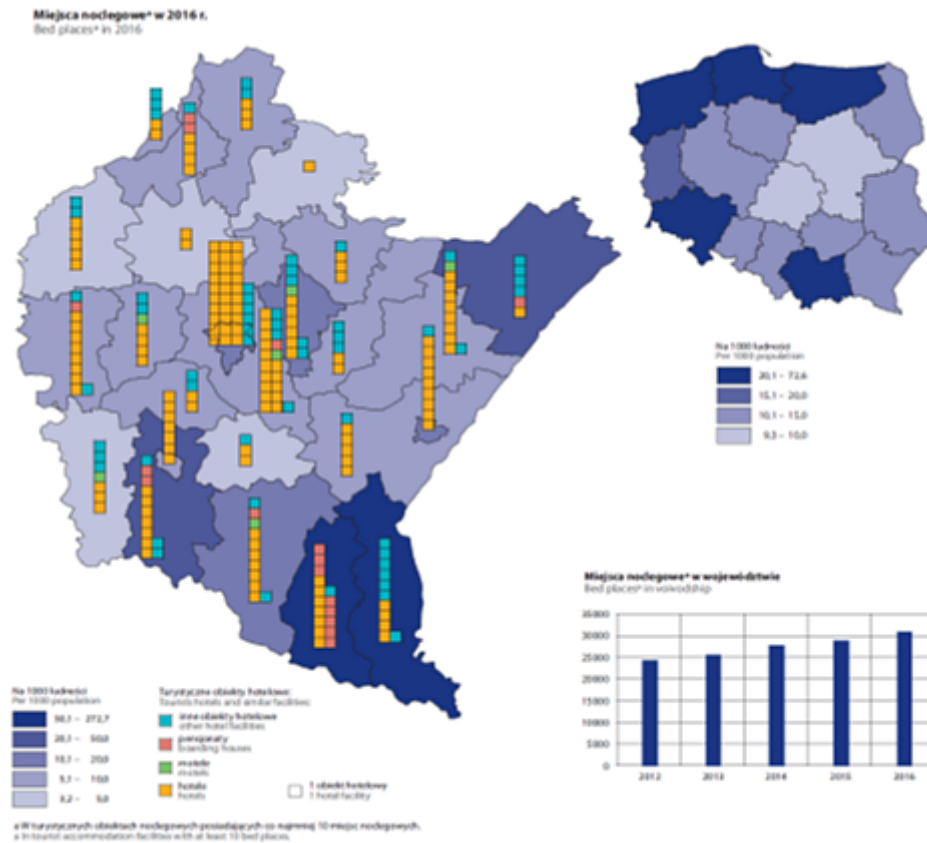 Miejsca noclegoweᵃ w 2016 r.
Bed placesᵃ in 2016
Na 1000 ludności
Per 1000 population
20,1 – 72,6
15,1 – 20,0
10,1 – 15,0
9,3 – 10,0
Miejsca noclegoweᵃ w województwie
Bed placesᵃ in voivodship
35000
30000
25000
20000
15000
10000
5000
0
2012
2013
2014
2015
2016
Na 1000 ludności
Per 1000 population
50,1 – 272,7
20,1 – 50,0
10,1 – 20,0
5,1 – 10,0
3,2 – 5,0
Turystyczne obiekty hotelowe:
Tourists hotels and similar facilities:
inne obiekty hotelowe
other hotel facilities
pensjonaty
boarding houses
motele
motels
hotele
hotels
1 obiekt hotelowy
1 hotel facility
a W turystycznych obiektach noclegowych posiadających co najmniej 10 miejsc noclegowych.
a In tourist accommodation facilities with at least 10 bed places.